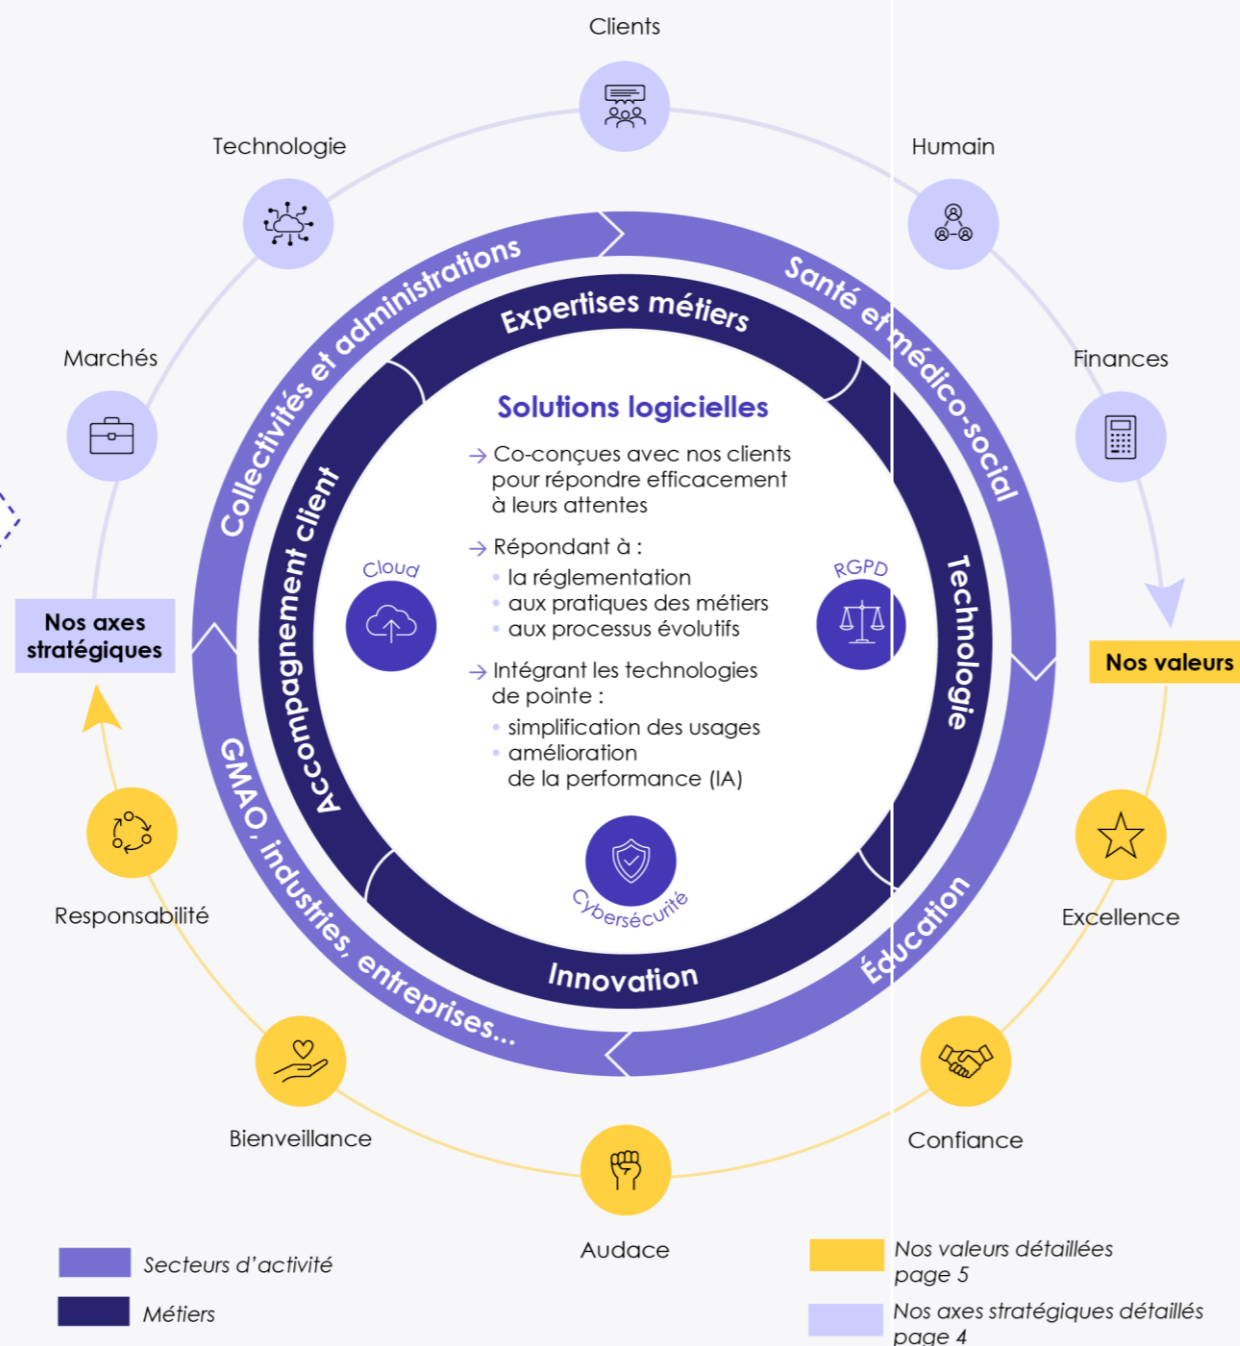 Clients
Technologie
Humain
Marchés
Finances
Collectivités et administrations
Santé et médico-social
Expertises métiers
Accompagnement client
Technologie
Solutions logicielles
→ Co-conçues avec nos clients
pour répondre efficacement
à leurs attentes
→ Répondant à :
• la réglementation
• aux pratiques des métiers
• aux processus évolutifs
→ Intégrant les technologies
de pointe :
• simplification des usages
• amélioration
de la performance (IA)
Cloud
RGPD
Cybersécurité
Nos axes
stratégiques
Nos valeurs
GMAO, industries, entreprises...
Innovation
Éducation
Responsabilité
Excellence
Bienveillance
Confiance
Audace
Secteurs d’activité
Métiers
Nos valeurs détaillées
page 5
Nos axes stratégiques détaillés
page 4